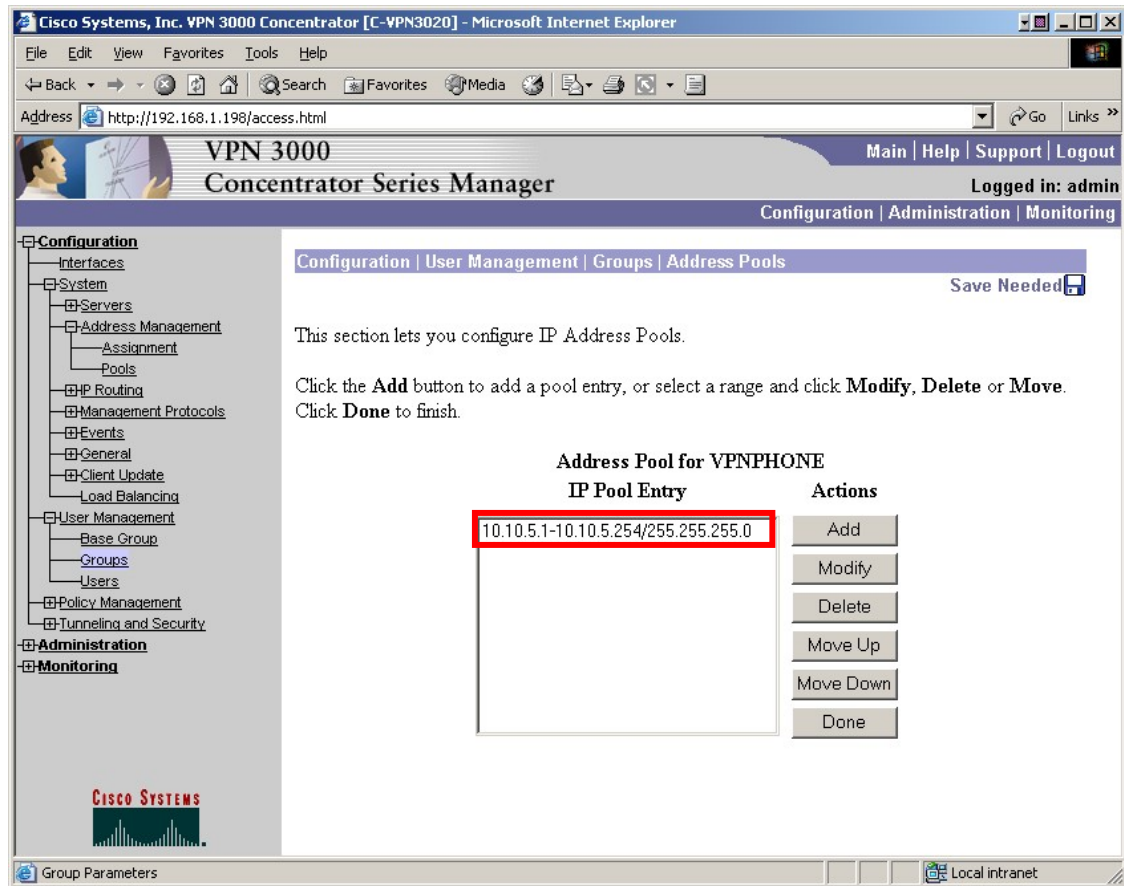 Cisco Systems, Inc. VPN 3000 Concentrator [C-VPN3020] - Microsoft Internet Explorer
File Edit View Favorites Tools Help
Back Search Favorites Media
Address http://192.168.1.198/access.html Go Links »
VPN 3000
Concentrator Series Manager
Main | Help | Support | Logout
Logged in: admin
Configuration | Administration | Monitoring
Configuration
Interfaces
System
Servers
Address Management
Assignment
Pools
IP Routing
Management Protocols
Events
General
Client Update
Load Balancing
User Management
Base Group
Groups
Users
Policy Management
Tunneling and Security
Administration
Monitoring
CISCO SYSTEMS
Configuration | User Management | Groups | Address Pools
Save Needed
This section lets you configure IP Address Pools.
Click the Add button to add a pool entry, or select a range and click Modify, Delete or Move.
Click Done to finish.
Address Pool for VPNPHONE
IP Pool Entry Actions
10.10.5.1-10.10.5.254/255.255.255.0
Add
Modify
Delete
Move Up
Move Down
Done
Group Parameters
Local intranet